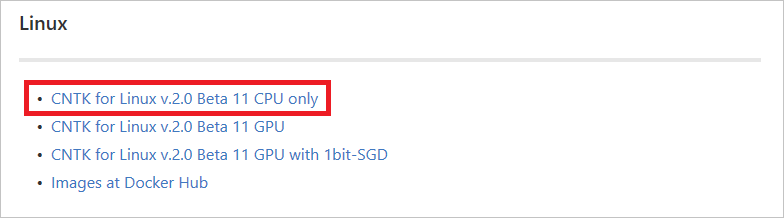 Linux
• CNTK for Linux v.2.0 Beta 11 CPU only
• CNTK for Linux v.2.0 Beta 11 GPU
• CNTK for Linux v.2.0 Beta 11 GPU with 1bit-SGD
• Images at Docker Hub